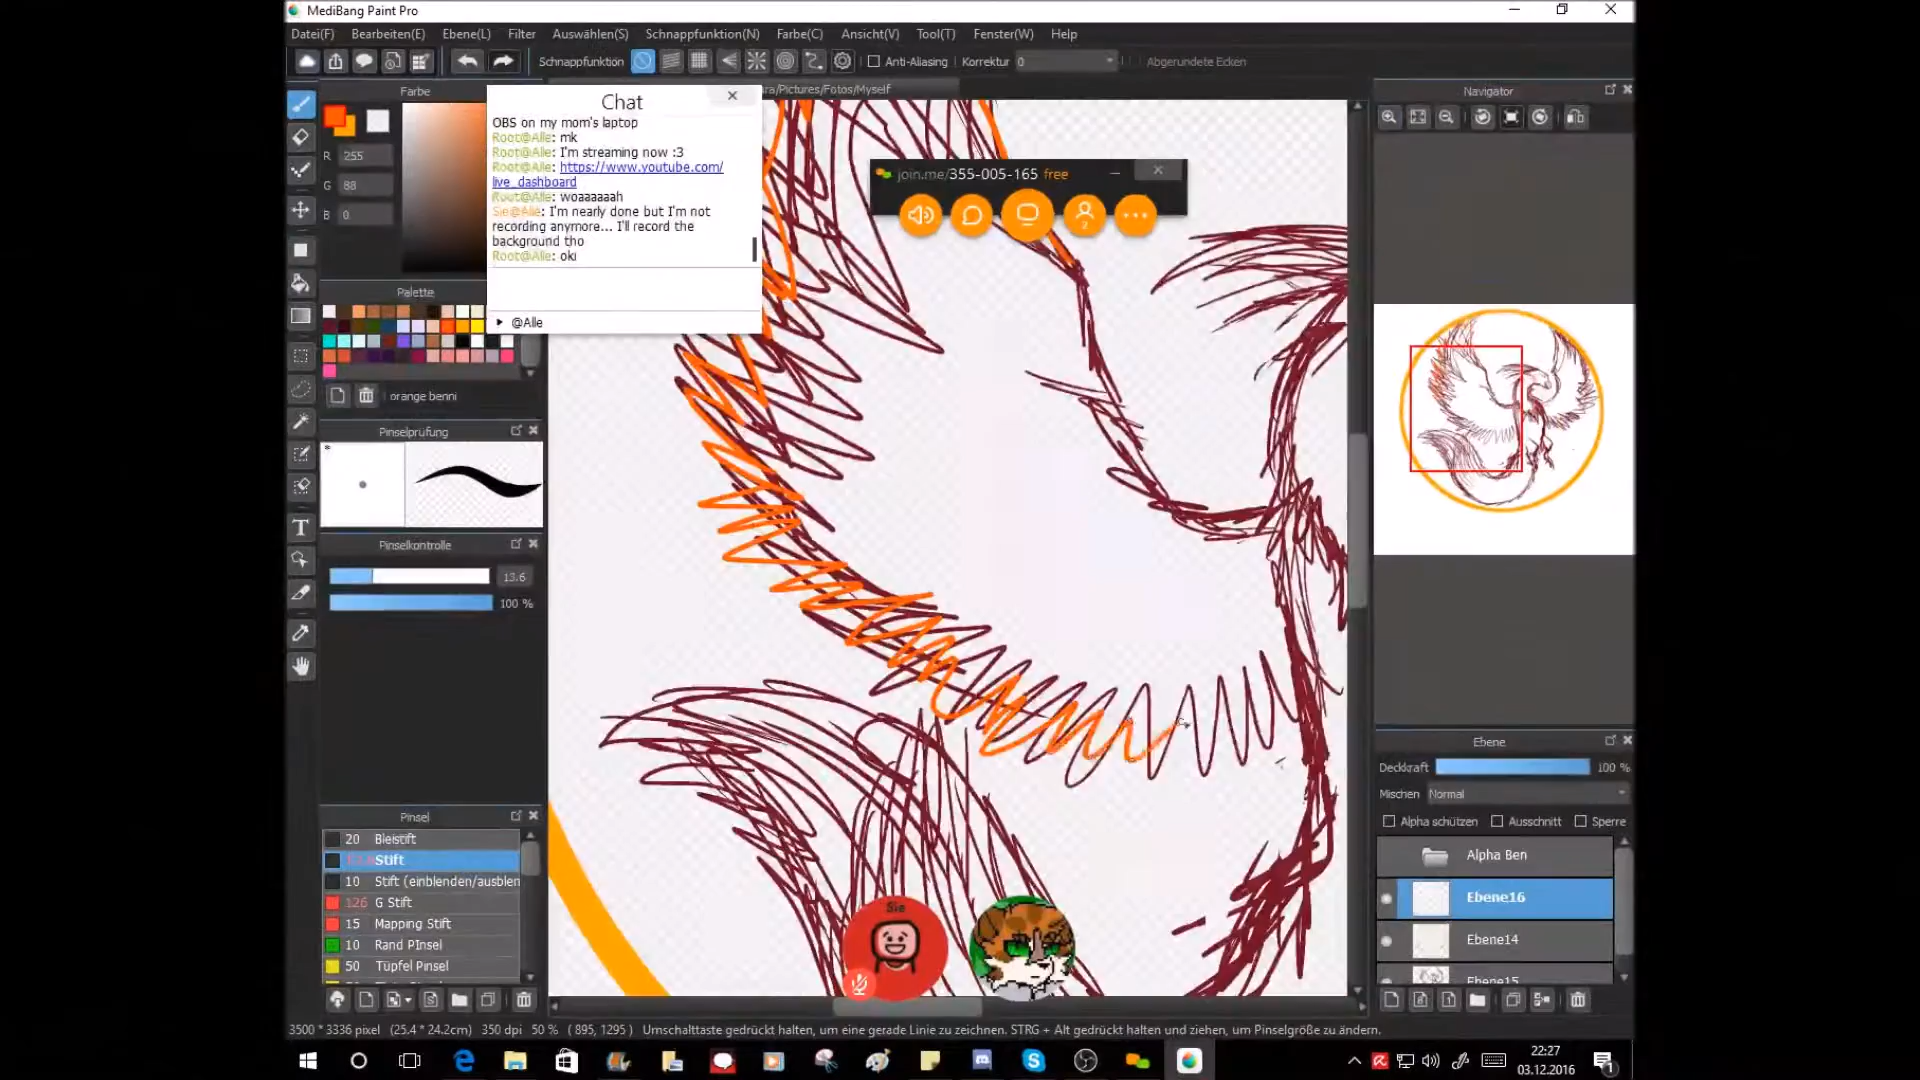 MediBang Paint Pro
Datei(F) Bearbeiten(E) Ebene(L) Filter Auswählen(S) Schnappfunktion(N) Farbe(C) Ansicht(V) Tool(T) Fenster(W) Help
Schnappfunktion Anti-Aliasing Korrektur 0 Abgerundete Ecken
Farbe
ara/Pictures/Fotos/Myself
Navigator
Chat
OBS on my mom's laptop
Root@Alle: mk
Root@Alle: I'm streaming now :3
Root@Alle: https://www.youtube.com/
live_dashboard
Root@Alle: woaaaaaah
Sie@Alle: I'm nearly done but I'm not
recording anymore... I'll record the
background tho
Root@Alle: oki
@Alle
R 255
G 88
B 0
join.me/355-005-165 free
2
Palette
orange benni
Pinselprüfung
Pinselkontrolle
13.6
100 %
Pinsel
20 Bleistift
Stift
10 Stift (einblenden/ausblen
126 G Stift
15 Mapping Stift
10 Rand PInsel
50 Tüpfel Pinsel
Sie
Ebene
Deckkraft 100 %
Mischen Normal
Alpha schützen Ausschnitt Sperre
Alpha Ben
Ebene16
Ebene14
Ebene15
3500 * 3336 pixel (25.4 * 24.2cm) 350 dpi 50 % ( 895, 1295 ) Umschalttaste gedrückt halten, um eine gerade Linie zu zeichnen. STRG + Alt gedrückt halten und ziehen, um Pinselgröße zu ändern.
22:27
03.12.2016